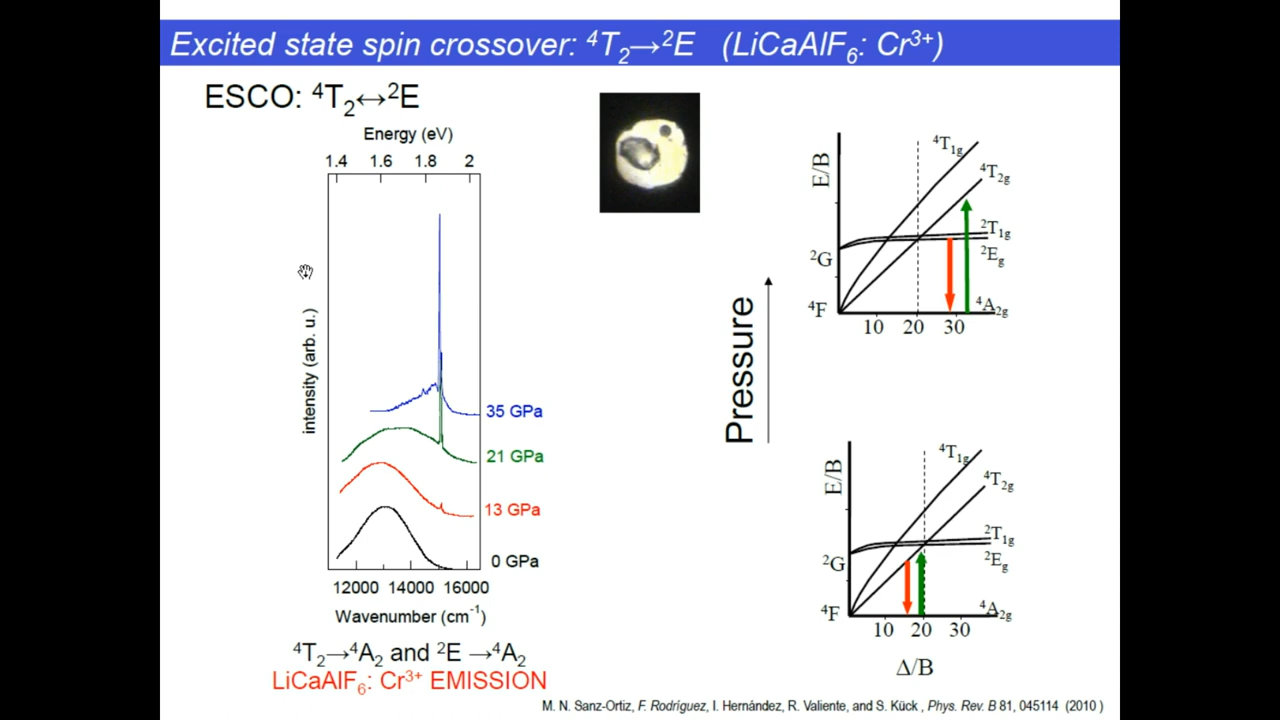 Excited state spin crossover: ⁴T₂→²E (LiCaAlF₆: Cr³⁺)
ESCO: ⁴T₂↔²E
Energy (eV)
1.4 1.6 1.8 2
intensity (arb. u.)
35 GPa
21 GPa
13 GPa
0 GPa
12000 14000 16000
Wavenumber (cm⁻¹)
⁴T₂→⁴A₂ and ²E →⁴A₂
LiCaAlF₆: Cr³⁺ EMISSION
Pressure
E/B
⁴T₁g
⁴T₂g
²T₁g
²G
²Eg
⁴F
⁴A₂g
10 20 30
E/B
⁴T₁g
⁴T₂g
²T₁g
²G
²Eg
⁴F
⁴A₂g
10 20 30
Δ/B
M. N. Sanz-Ortiz, F. Rodríguez, I. Hernández, R. Valiente, and S. Kück , Phys. Rev. B 81, 045114 (2010 )